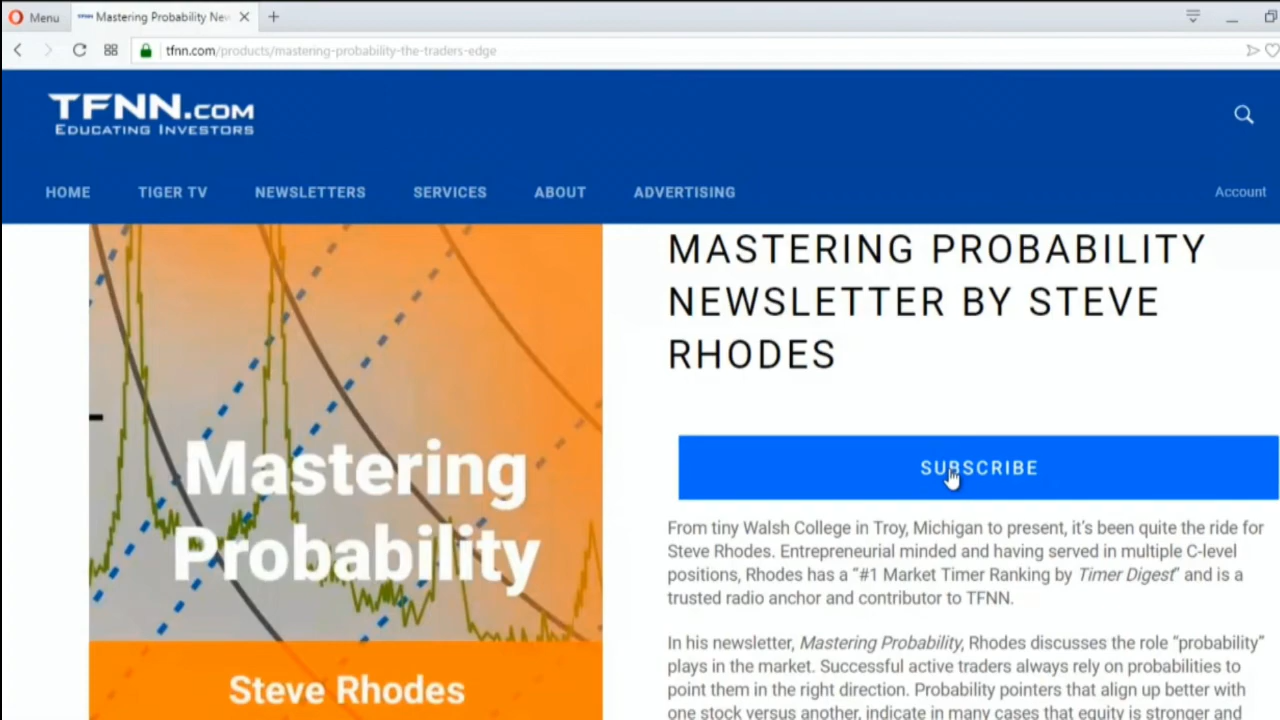 Menu
Mastering Probability New
tfnn.com/products/mastering-probability-the-traders-edge
TFNN.COM
EDUCATING INVESTORS
HOME TIGER TV NEWSLETTERS SERVICES ABOUT ADVERTISING Account
MASTERING PROBABILITY
NEWSLETTER BY STEVE
RHODES
Mastering
Probability
Steve Rhodes
SUBSCRIBE
From tiny Walsh College in Troy, Michigan to present, it's been quite the ride for
Steve Rhodes. Entrepreneurial minded and having served in multiple C-level
positions, Rhodes has a “#1 Market Timer Ranking by Timer Digest” and is a
trusted radio anchor and contributor to TFNN.
In his newsletter, Mastering Probability, Rhodes discusses the role “probability”
plays in the market. Successful active traders always rely on probabilities to
point them in the right direction. Probability pointers that align up better with
one stock versus another, indicate in many cases that equity is stronger and